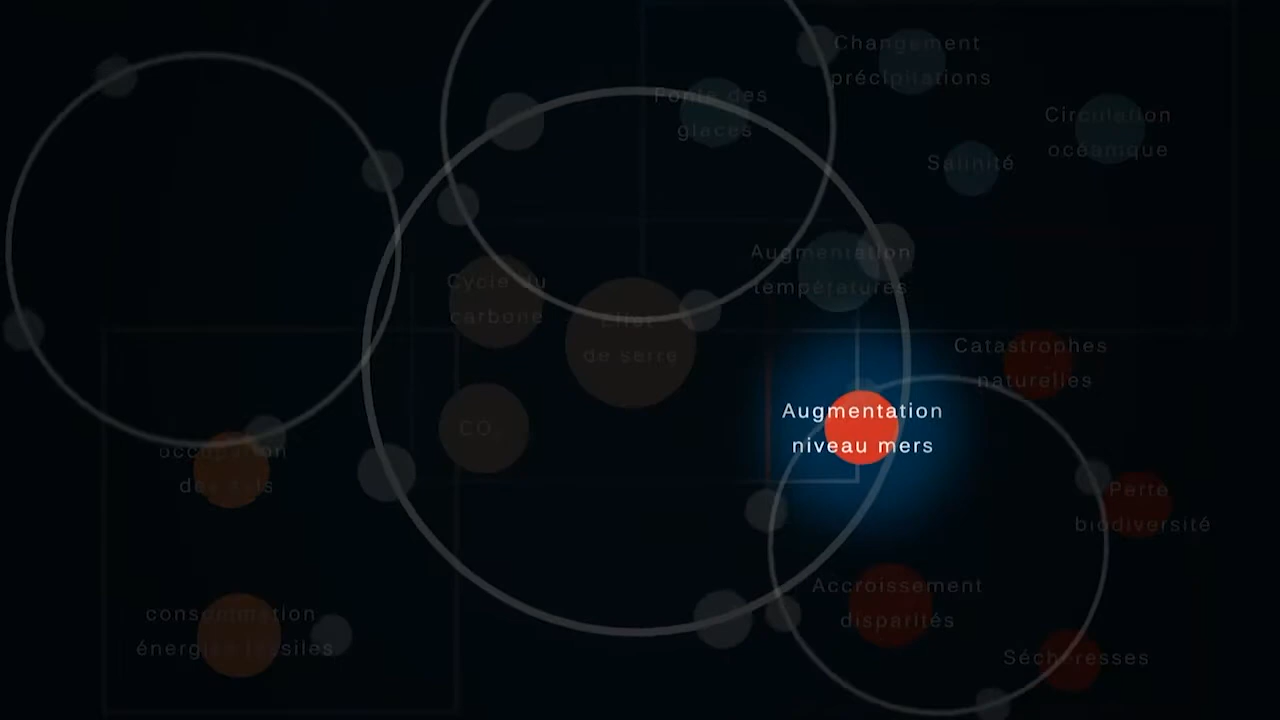 Changement
précipitations
Fonte des
glaces
Circulation
océanique
Salinité
Augmentation
températures
Cycle du
carbone
Effet
de serre
Catastrophes
naturelles
Augmentation
niveau mers
CO₂
occupation
des sols
Perte
biodiversité
Accroissement
disparités
consommation
énergies fossiles
Sécheresses